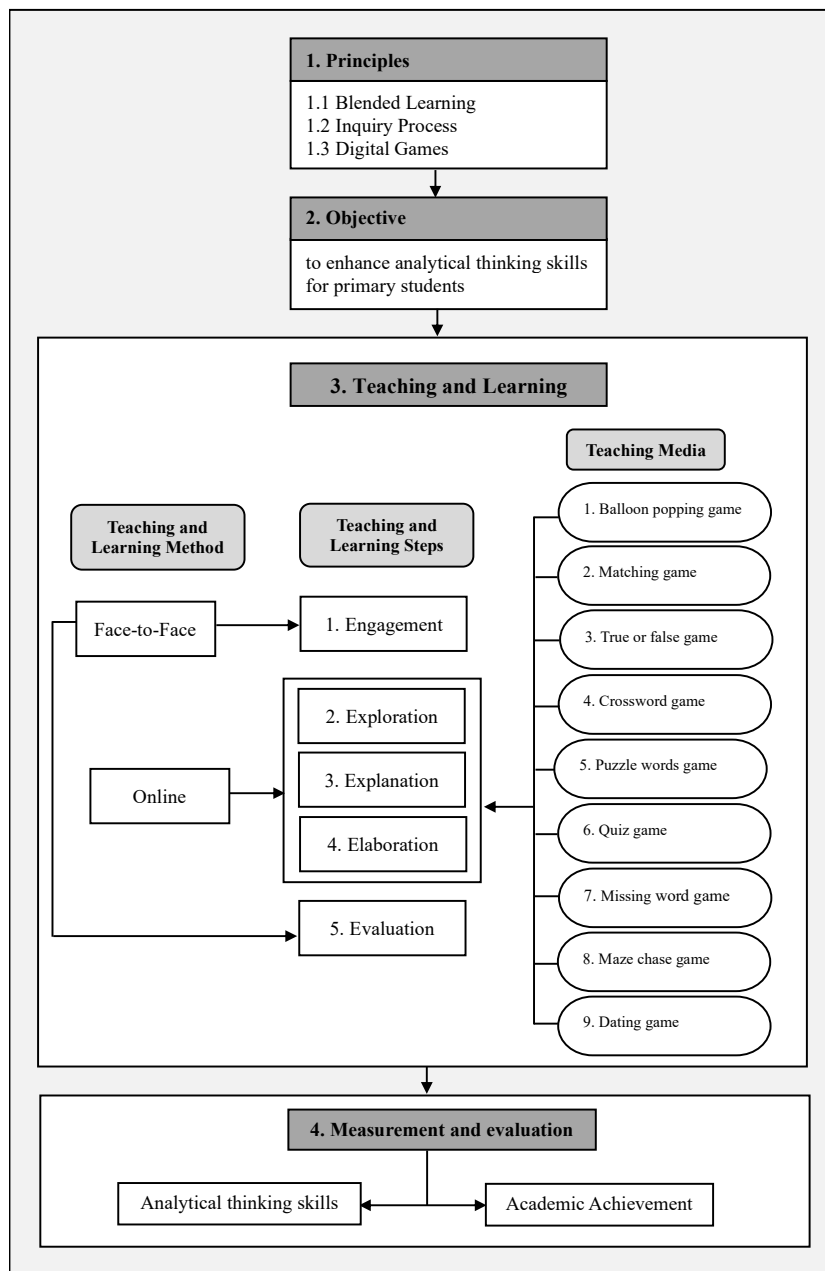 1. Principles
1.1 Blended Learning
1.2 Inquiry Process
1.3 Digital Games
2. Objective
to enhance analytical thinking skills
for primary students
3. Teaching and Learning
Teaching and
Learning Method
Face-to-Face
Online
Teaching and
Learning Steps
1. Engagement
2. Exploration
3. Explanation
4. Elaboration
5. Evaluation
Teaching Media
1. Balloon popping game
2. Matching game
3. True or false game
4. Crossword game
5. Puzzle words game
6. Quiz game
7. Missing word game
8. Maze chase game
9. Dating game
4. Measurement and evaluation
Analytical thinking skills
Academic Achievement